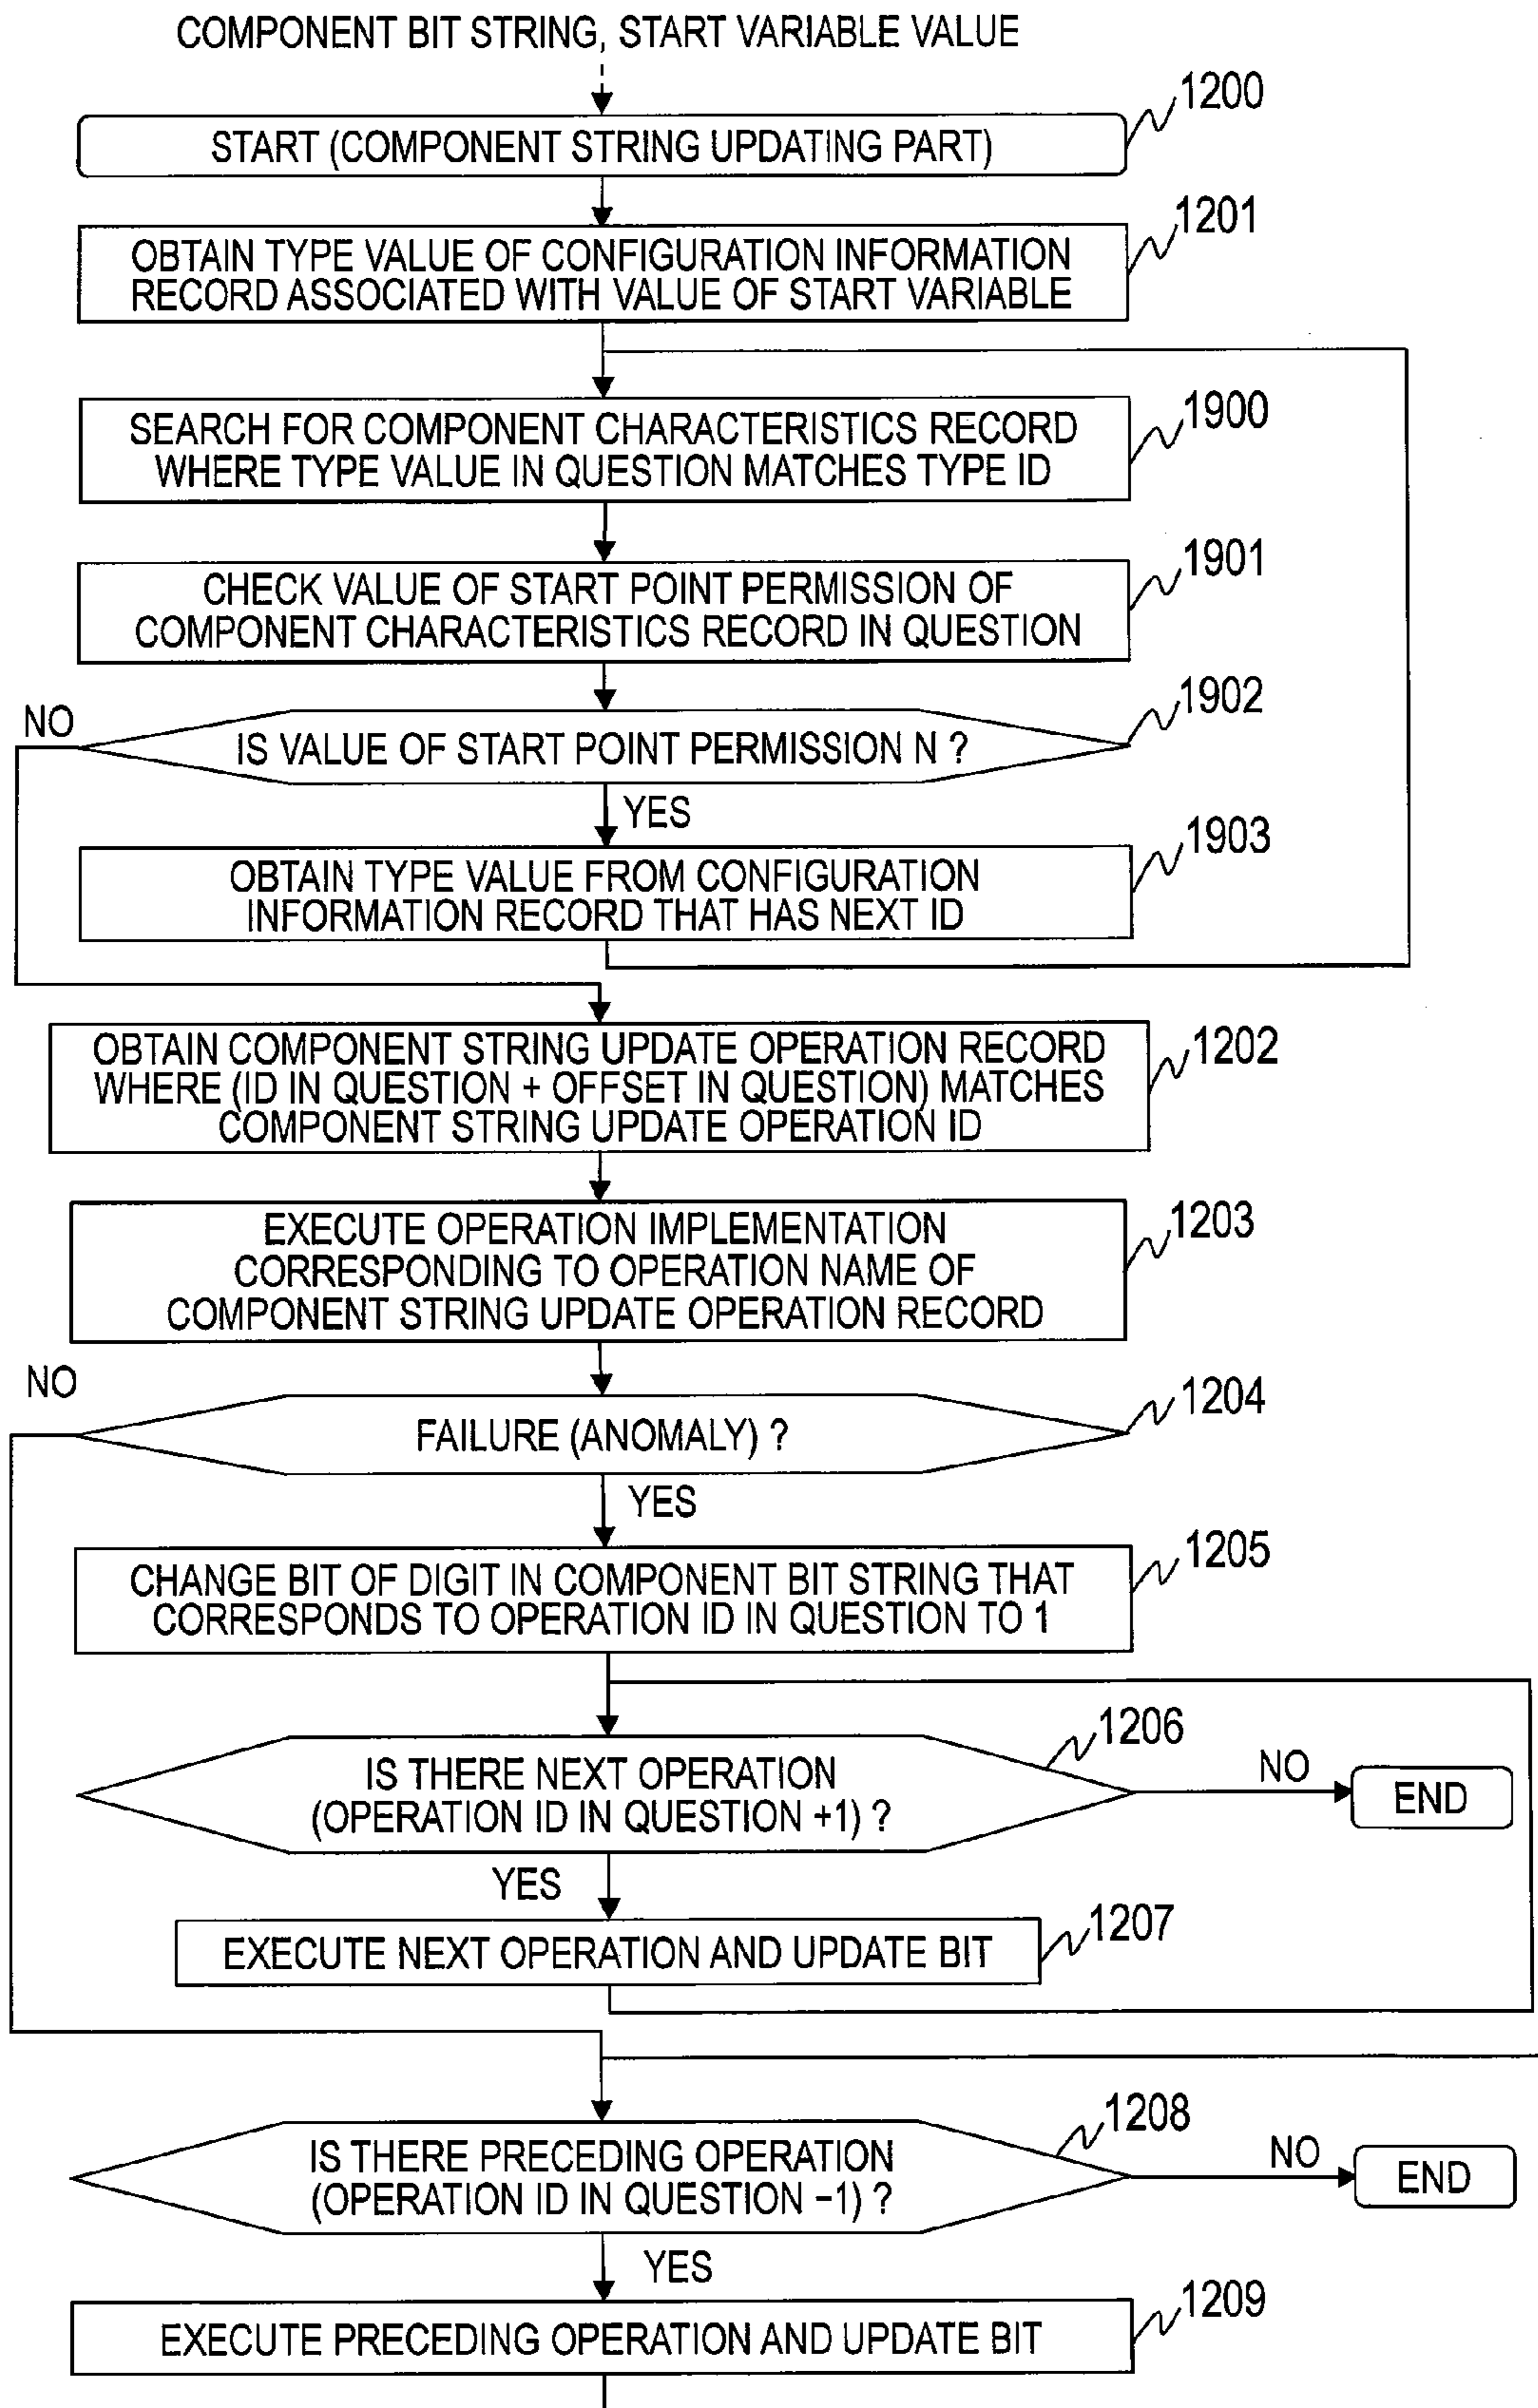 COMPONENT BIT STRING, START VARIABLE VALUE
1200
START (COMPONENT STRING UPDATING PART)
1201
OBTAIN TYPE VALUE OF CONFIGURATION INFORMATION
RECORD ASSOCIATED WITH VALUE OF START VARIABLE
1900
SEARCH FOR COMPONENT CHARACTERISTICS RECORD
WHERE TYPE VALUE IN QUESTION MATCHES TYPE ID
1901
CHECK VALUE OF START POINT PERMISSION OF
COMPONENT CHARACTERISTICS RECORD IN QUESTION
1902
NO
IS VALUE OF START POINT PERMISSION N ?
YES
1903
OBTAIN TYPE VALUE FROM CONFIGURATION
INFORMATION RECORD THAT HAS NEXT ID
1202
OBTAIN COMPONENT STRING UPDATE OPERATION RECORD
WHERE (ID IN QUESTION + OFFSET IN QUESTION) MATCHES
COMPONENT STRING UPDATE OPERATION ID
1203
EXECUTE OPERATION IMPLEMENTATION
CORRESPONDING TO OPERATION NAME OF
COMPONENT STRING UPDATE OPERATION RECORD
NO
1204
FAILURE (ANOMALY) ?
YES
1205
CHANGE BIT OF DIGIT IN COMPONENT BIT STRING THAT
CORRESPONDS TO OPERATION ID IN QUESTION TO 1
1206
IS THERE NEXT OPERATION
(OPERATION ID IN QUESTION +1) ?
NO
END
YES
1207
EXECUTE NEXT OPERATION AND UPDATE BIT
1208
IS THERE PRECEDING OPERATION
(OPERATION ID IN QUESTION −1) ?
NO
END
YES
1209
EXECUTE PRECEDING OPERATION AND UPDATE BIT